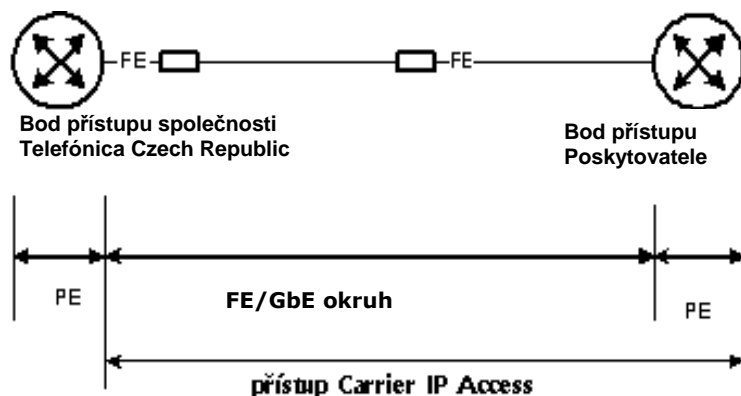 FE
FE
Bod přístupu společnosti
Telefónica Czech Republic
Bod přístupu
Poskytovatele
PE
FE/GbE okruh
PE
přístup Carrier IP Access